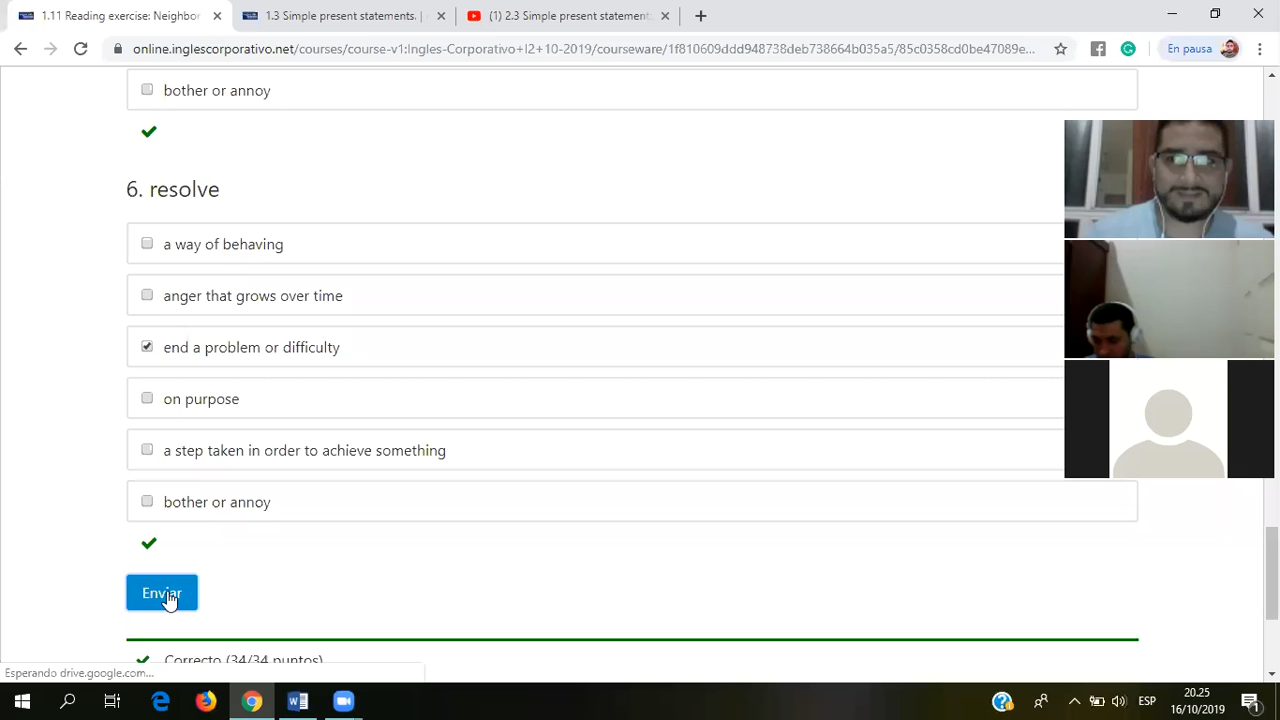 1.11 Reading exercise: Neighbor
1.3 Simple present statements. |
(1) 2.3 Simple present statement
online.inglescorporativo.net/courses/course-v1:Ingles-Corporativo+I2+10-2019/courseware/1f810609ddd948738deb738664b035a5/85c0358cd0be47089e...
En pausa
bother or annoy
6. resolve
a way of behaving
anger that grows over time
end a problem or difficulty
on purpose
a step taken in order to achieve something
bother or annoy
Enviar
Correcto (34/34 puntos)
Esperando drive.google.com...
ESP
20.25
16/10/2019